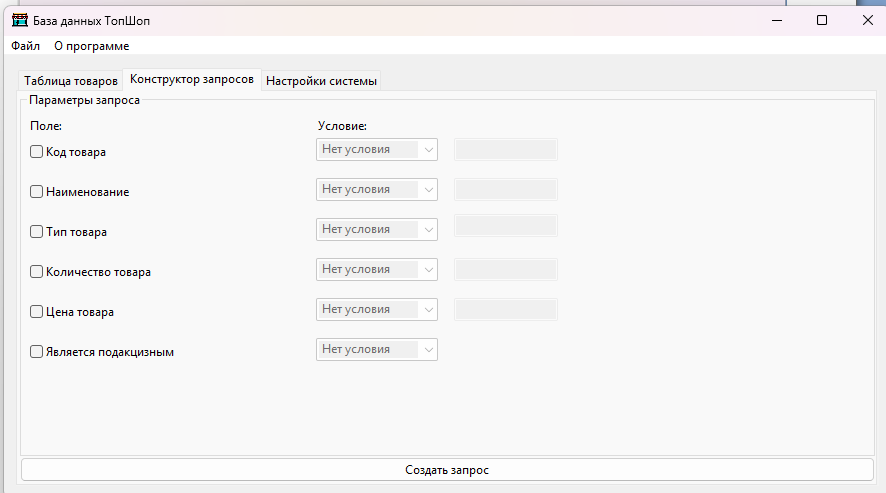 База данных ТопШоп
Файл О программе
Таблица товаров Конструктор запросов Настройки системы
Параметры запроса
Поле: Условие:
Код товара Нет условия
Наименование Нет условия
Тип товара Нет условия
Количество товара Нет условия
Цена товара Нет условия
Является подакцизным Нет условия
Создать запрос